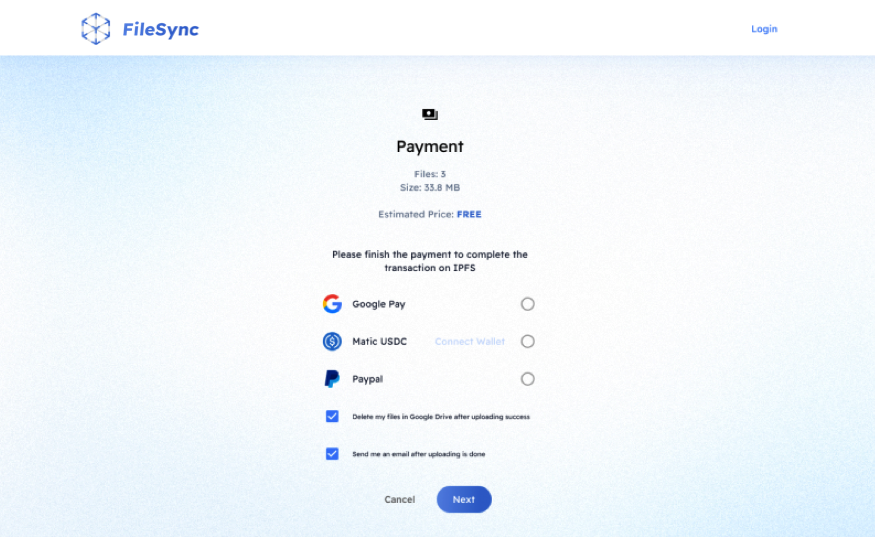 FileSync
Login
Payment
Files: 3
Size: 33.8 MB
Estimated Price: FREE
Please finish the payment to complete the
transaction on IPFS
Google Pay
Matic USDC Connect Wallet
Paypal
Delete my files in Google Drive after uploading success
Send me an email after uploading is done
Cancel Next